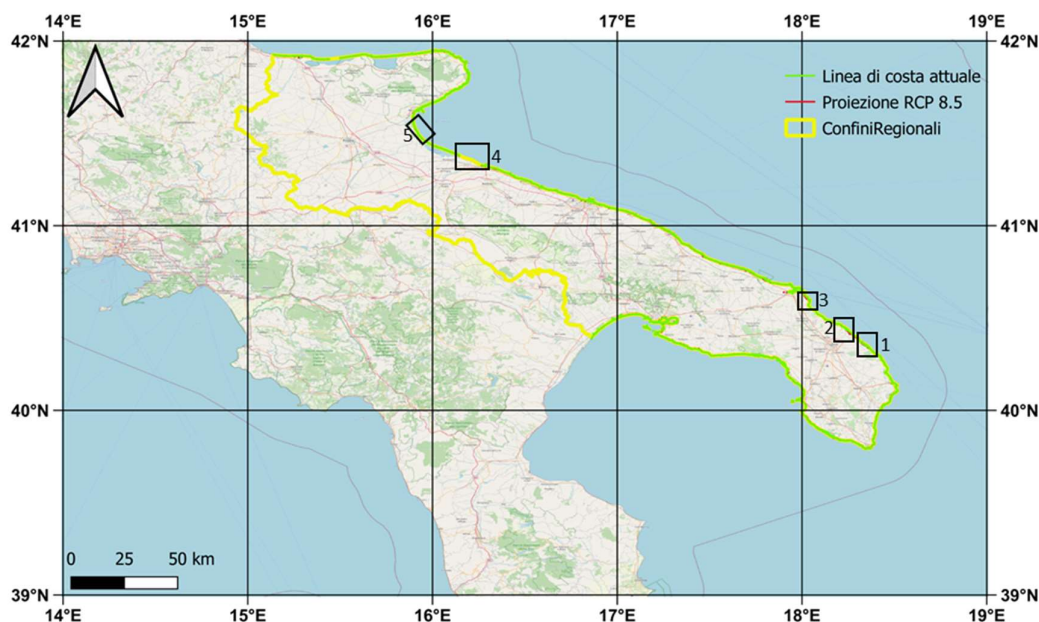 14°E 15°E 16°E 17°E 18°E 19°E
42°N 42°N
Linea di costa attuale
Proiezione RCP 8.5
ConfiniRegionali
5
4
41°N 41°N
3
2
1
40°N 40°N
0 25 50 km
39°N 39°N
14°E 15°E 16°E 17°E 18°E 19°E